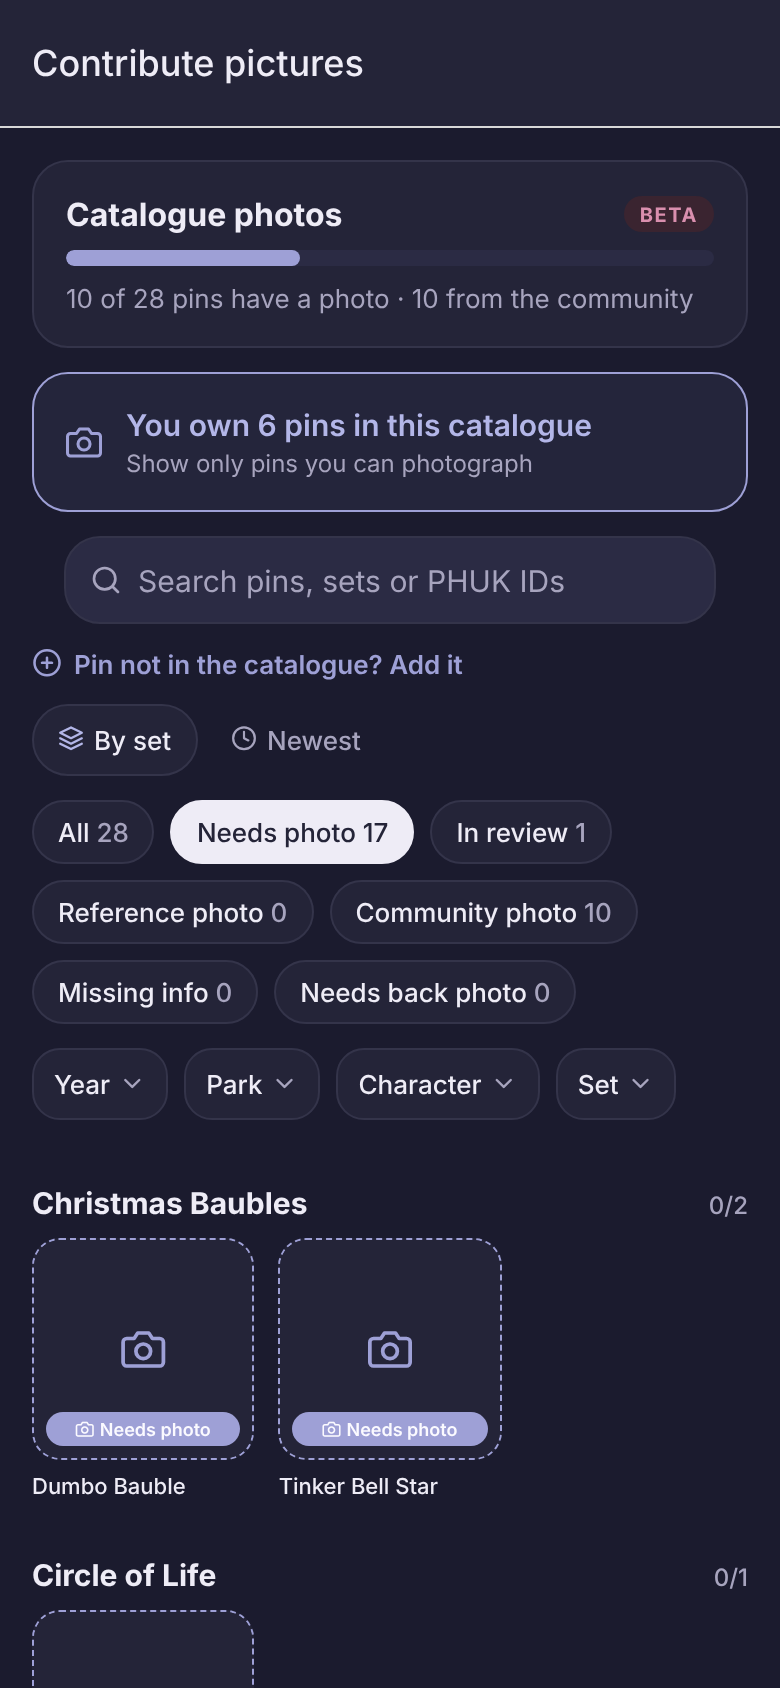 Contribute pictures
Catalogue photos
BETA
10 of 28 pins have a photo · 10 from the community
You own 6 pins in this catalogue
Show only pins you can photograph
Search pins, sets or PHUK IDs
Pin not in the catalogue? Add it
By set
Newest
All 28
Needs photo 17
In review 1
Reference photo 0
Community photo 10
Missing info 0
Needs back photo 0
Year
Park
Character
Set
Christmas Baubles
0/2
Needs photo
Needs photo
Dumbo Bauble
Tinker Bell Star
Circle of Life
0/1